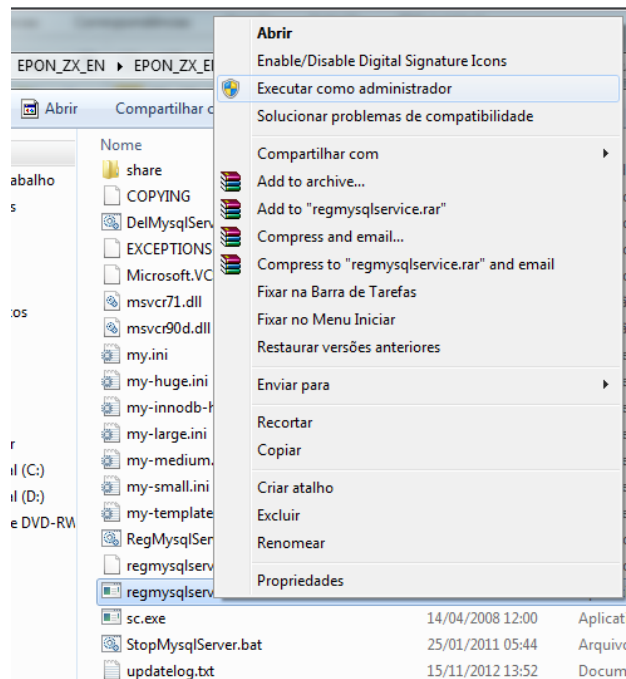 Abrir
EPON_ZX_EN ▸ EPON_ZX_E
Enable/Disable Digital Signature Icons
Executar como administrador
Abrir
Compartilhar c
Solucionar problemas de compatibilidade
Nome
Compartilhar com
share
abalho
Add to archive...
COPYING
s
Add to "regmysqlservice.rar"
DelMysqlServ
Compress and email...
EXCEPTIONS
Compress to "regmysqlservice.rar" and email
Microsoft.VC
Fixar na Barra de Tarefas
msvcr71.dll
tos
Fixar no Menu Iniciar
msvcr90d.dll
Restaurar versões anteriores
my.ini
my-huge.ini
Enviar para
my-innodb-h
Recortar
my-large.ini
r
Copiar
my-medium.
al (C:)
Criar atalho
my-small.ini
al (D:)
Excluir
my-template
e DVD-RW
Renomear
RegMysqlSer
regmysqlserv
Propriedades
regmysqlserv
sc.exe 14/04/2008 12:00 Aplicat
StopMysqlServer.bat 25/01/2011 05:44 Arquivo
updatelog.txt 15/11/2012 13:52 Docum